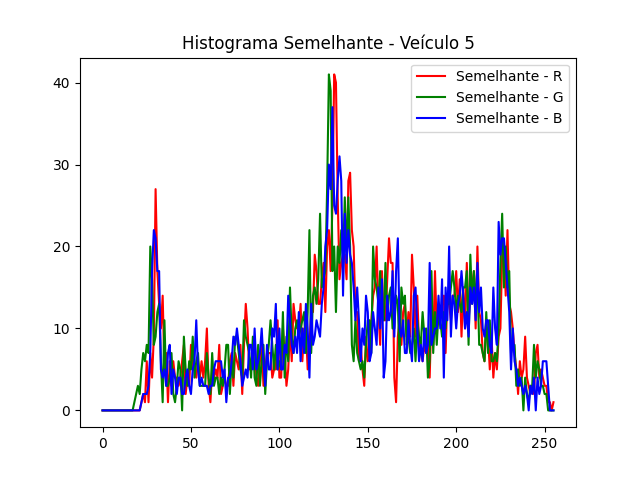 Histograma Semelhante - Veículo 5
Semelhante - R
Semelhante - G
Semelhante - B
40
30
20
10
0
0 50 100 150 200 250